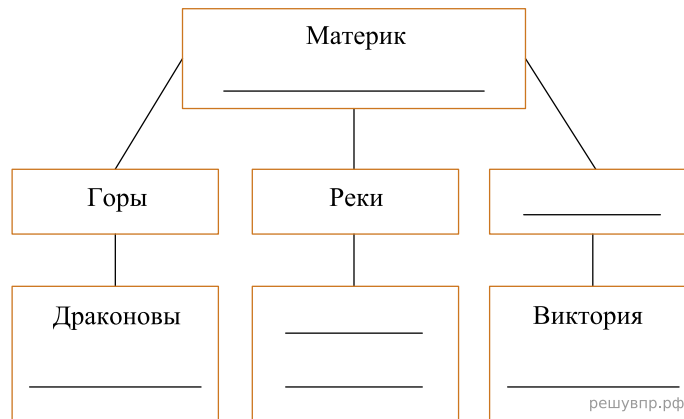 Материк
Горы
Реки
Драконовы
Виктория
решувпр.рф